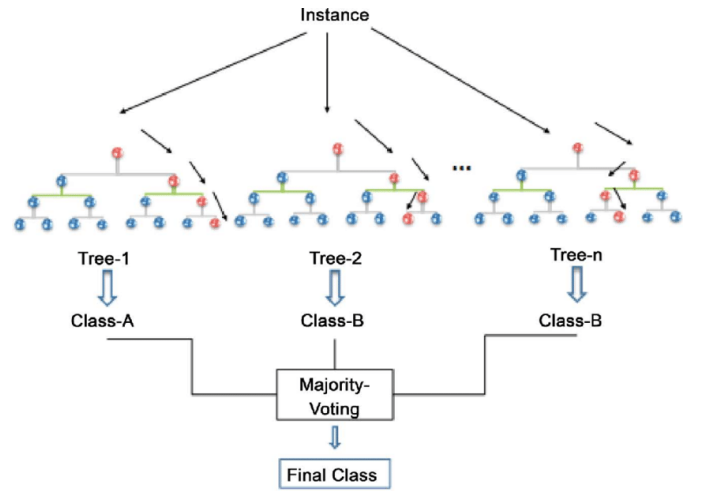 Instance
...
Tree-1
Tree-2
Tree-n
Class-A
Class-B
Class-B
Majority-
Voting
Final Class